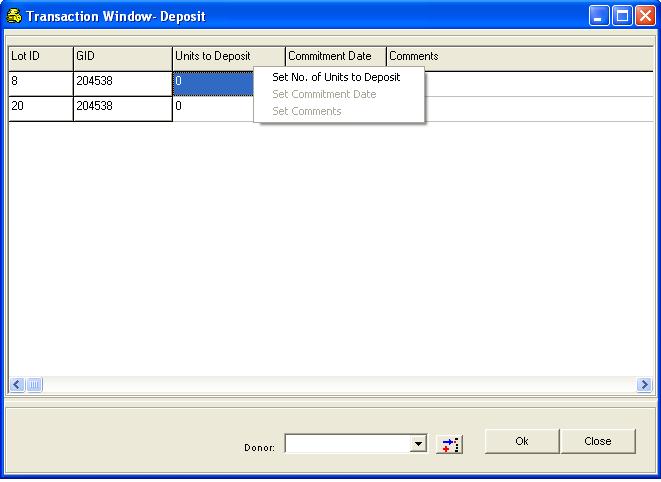 Transaction Window- Deposit
Lot ID GID Units to Deposit Commitment Date Comments
8 204538 0 Set No. of Units to Deposit
Set Commitment Date
20 204538 0 Set Comments
Donor: Ok Close